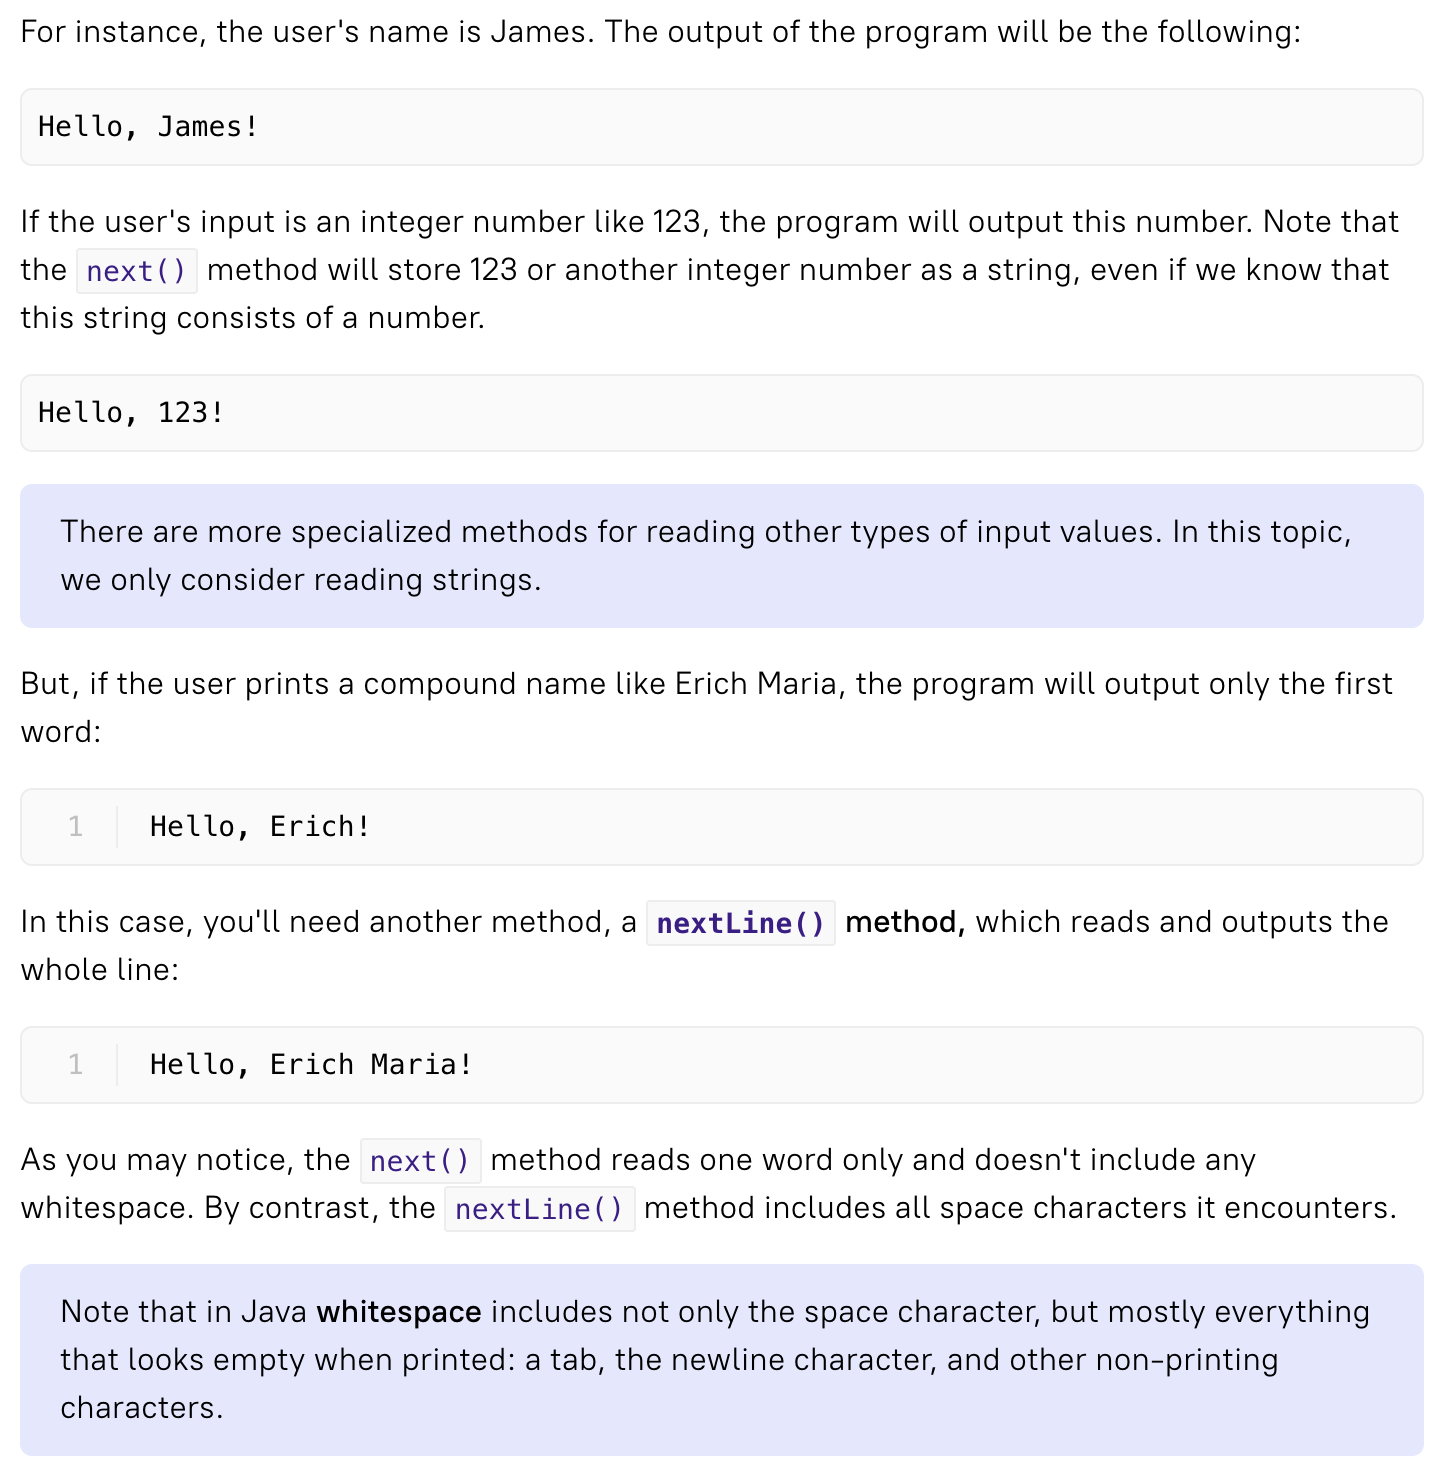 For instance, the user's name is James. The output of the program will be the following:
Hello, James!
If the user's input is an integer number like 123, the program will output this number. Note that
the next() method will store 123 or another integer number as a string, even if we know that
this string consists of a number.
Hello, 123!
There are more specialized methods for reading other types of input values. In this topic,
we only consider reading strings.
But, if the user prints a compound name like Erich Maria, the program will output only the first
word:
1 Hello, Erich!
In this case, you'll need another method, a nextLine() method, which reads and outputs the
whole line:
1 Hello, Erich Maria!
As you may notice, the next() method reads one word only and doesn't include any
whitespace. By contrast, the nextLine() method includes all space characters it encounters.
Note that in Java whitespace includes not only the space character, but mostly everything
that looks empty when printed: a tab, the newline character, and other non-printing
characters.